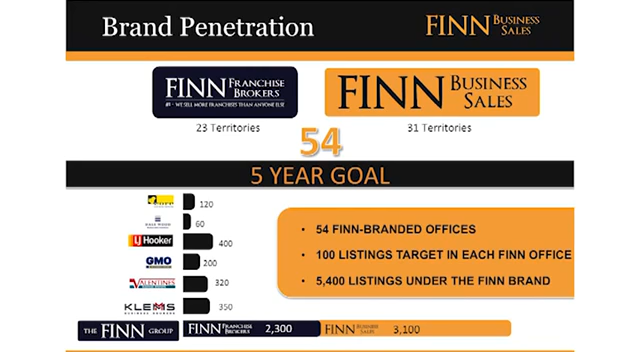 Brand Penetration
FINN BUSINESS SALES
FINN FRANCHISE BROKERS
#1 - WE SELL MORE FRANCHISES THAN ANYONE ELSE
FINN BUSINESS SALES
23 Territories
31 Territories
54
5 YEAR GOAL
120
60
LJ Hooker
400
GMO
200
VALENTINES
320
KLEMS
350
• 54 FINN-BRANDED OFFICES
• 100 LISTINGS TARGET IN EACH FINN OFFICE
• 5,400 LISTINGS UNDER THE FINN BRAND
THE FINN GROUP
FINN FRANCHISE BROKERS 2,300
FINN BUSINESS SALES 3,100